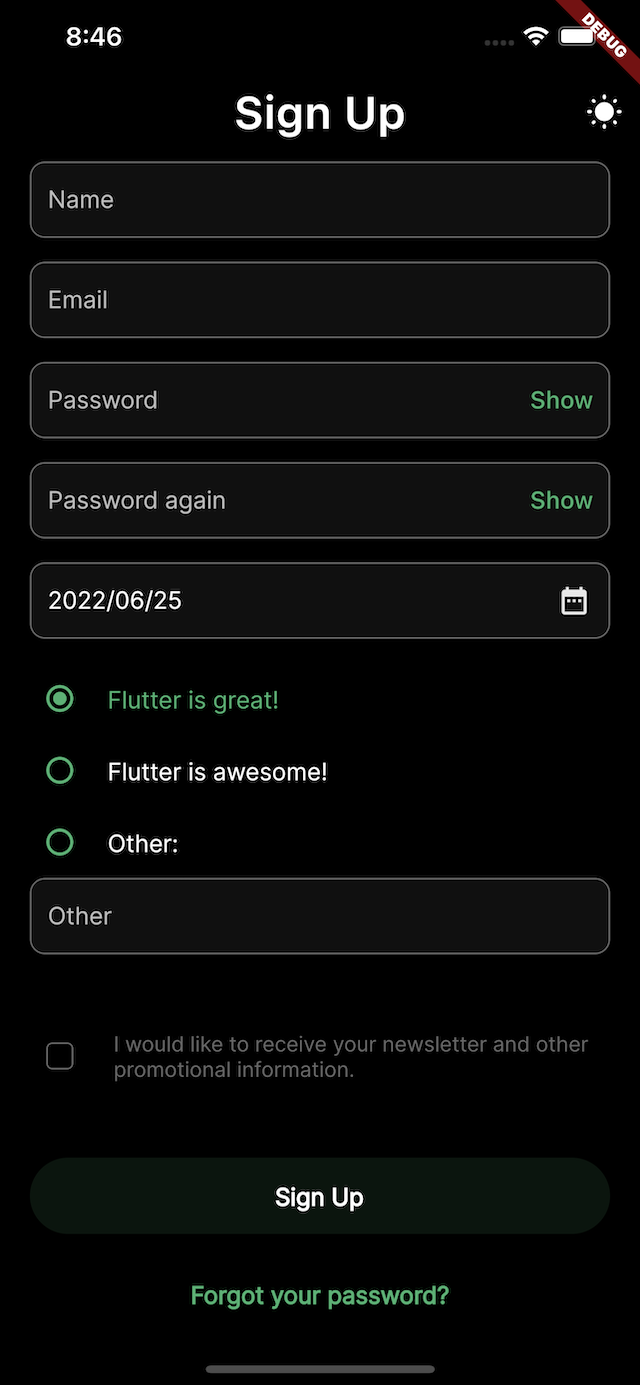 8:46
DEBUG
Sign Up
Name
Email
Password Show
Password again Show
2022/06/25
Flutter is great!
Flutter is awesome!
Other:
Other
I would like to receive your newsletter and other
promotional information.
Sign Up
Forgot your password?